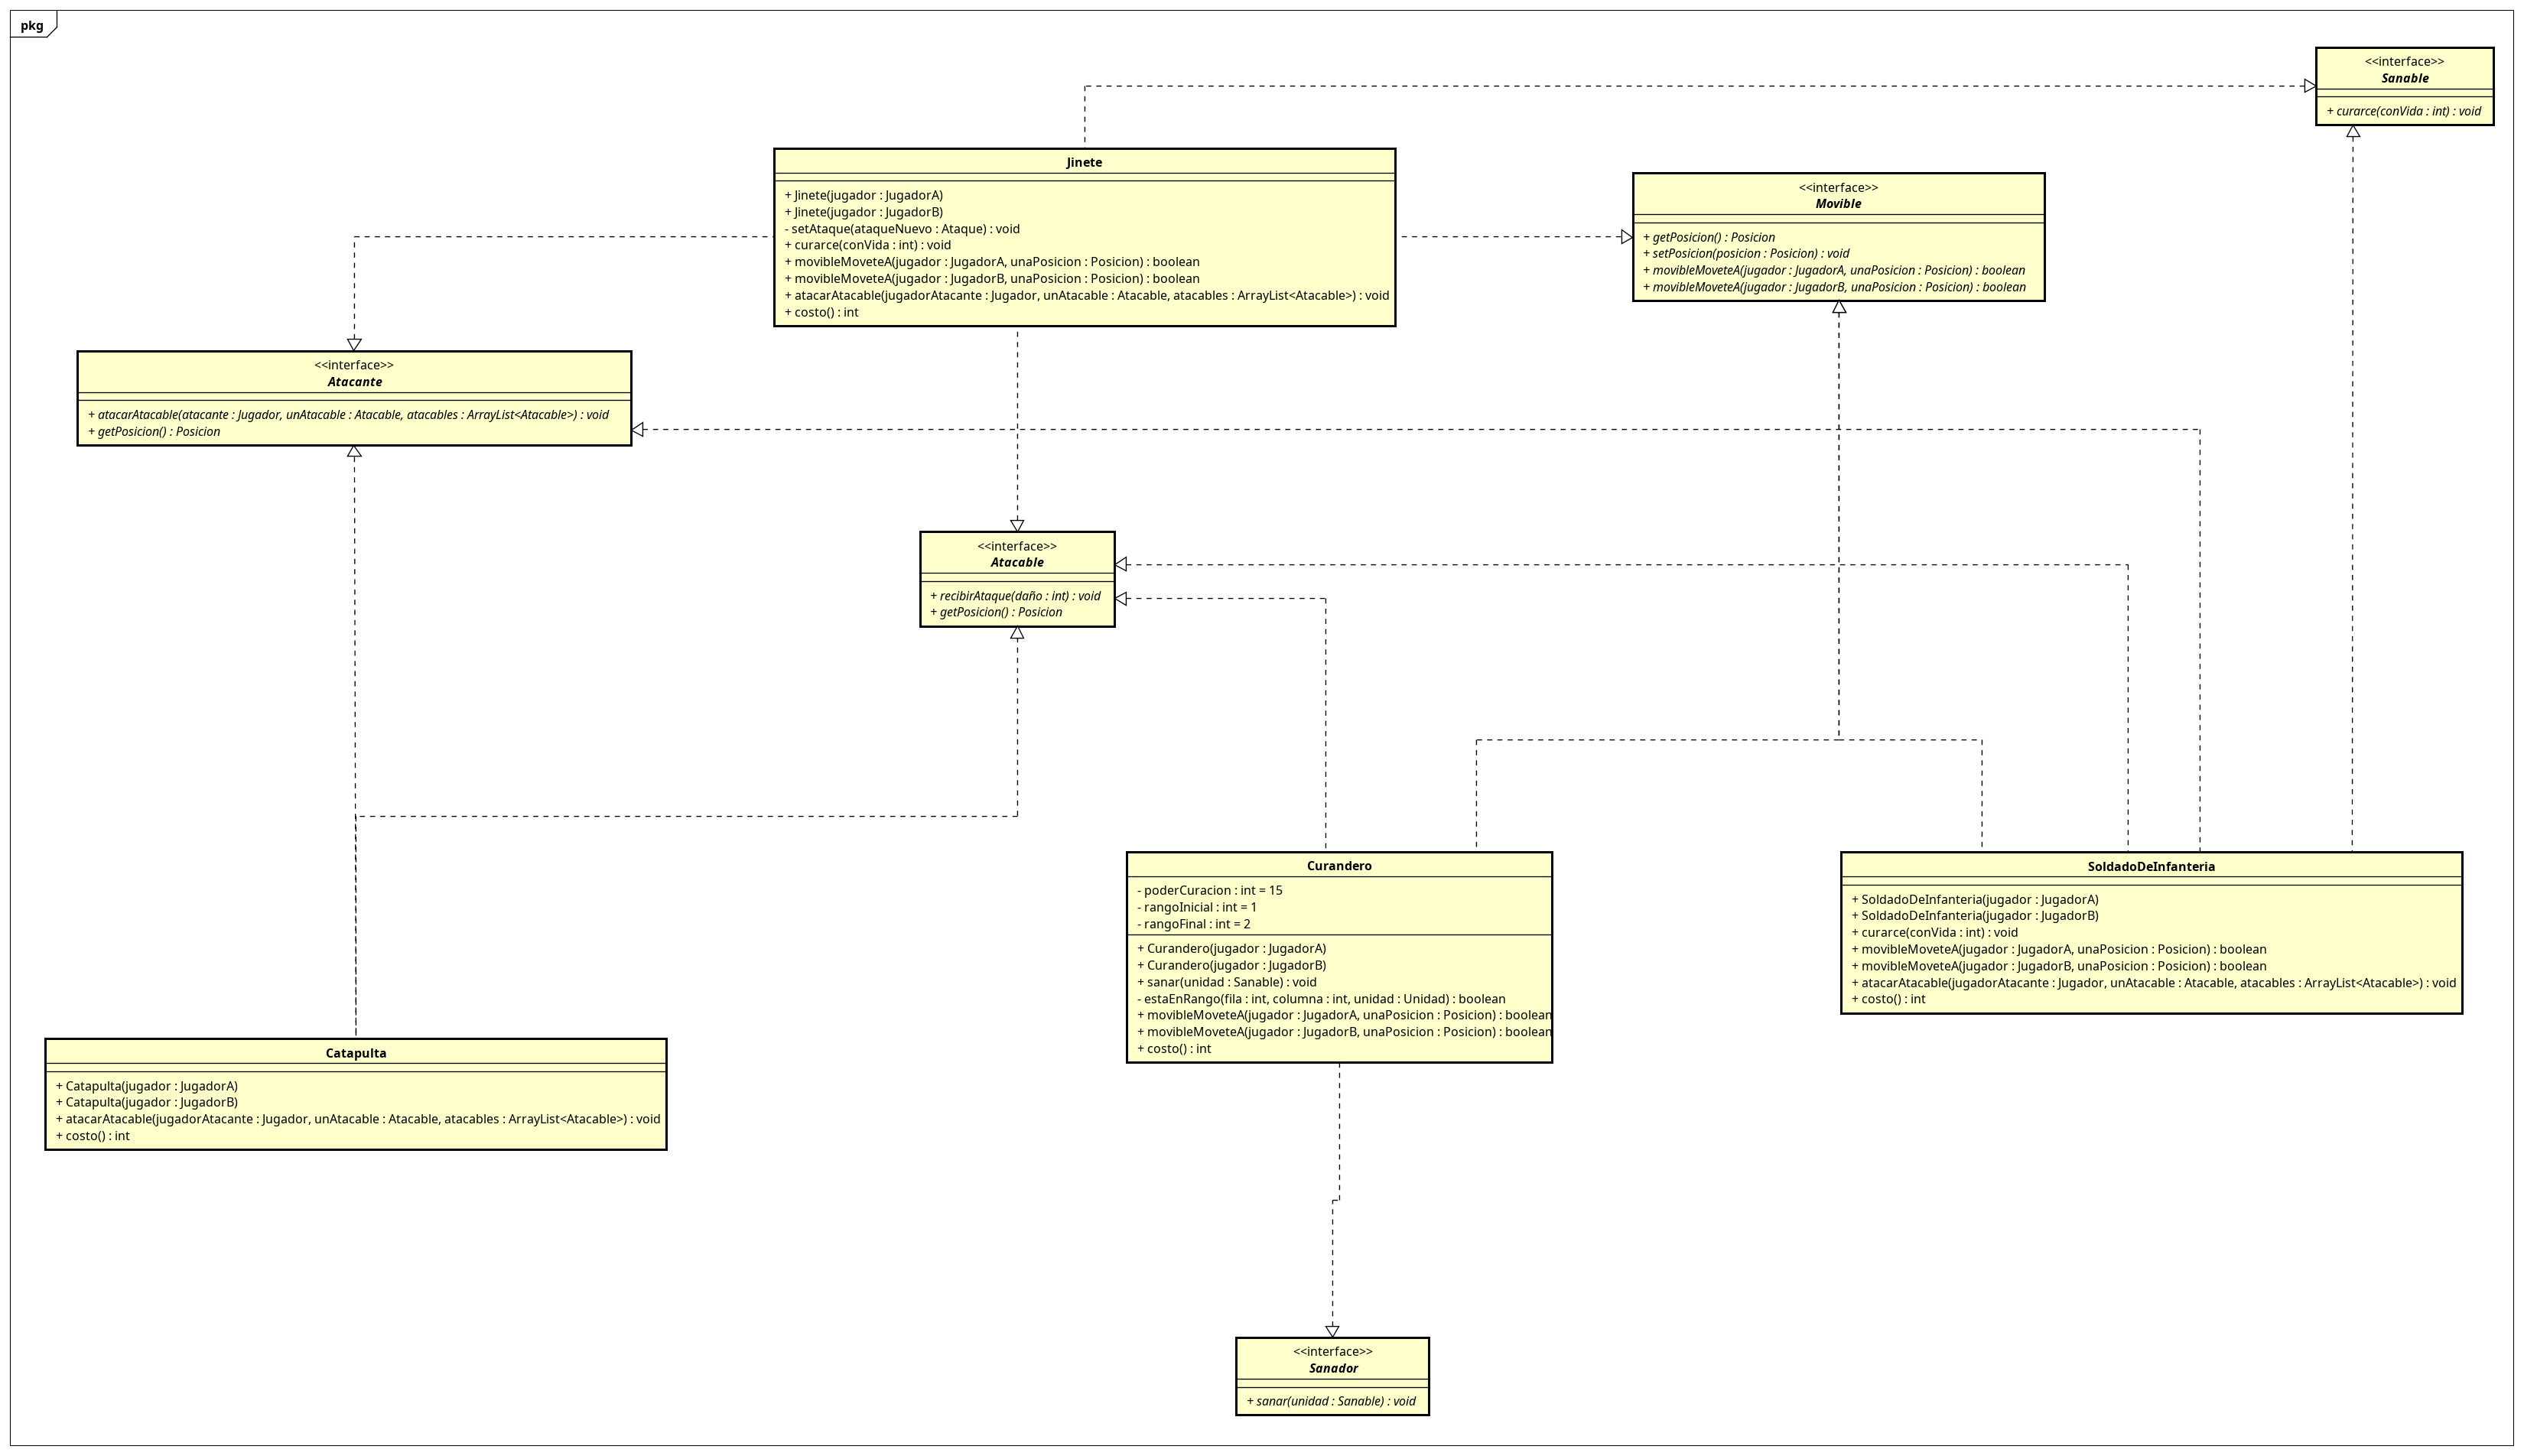 pkg
<<interface>>
Sanable
+ curarce(conVida : int) : void
Jinete
+ Jinete(jugador : JugadorA)
+ Jinete(jugador : JugadorB)
- setAtaque(ataqueNuevo : Ataque) : void
+ curarce(conVida : int) : void
+ movibleMoveteA(jugador : JugadorA, unaPosicion : Posicion) : boolean
+ movibleMoveteA(jugador : JugadorB, unaPosicion : Posicion) : boolean
+ atacarAtacable(jugadorAtacante : Jugador, unAtacable : Atacable, atacables : ArrayList<Atacable>) : void
+ costo() : int
<<interface>>
Movible
+ getPosicion() : Posicion
+ setPosicion(posicion : Posicion) : void
+ movibleMoveteA(jugador : JugadorA, unaPosicion : Posicion) : boolean
+ movibleMoveteA(jugador : JugadorB, unaPosicion : Posicion) : boolean
<<interface>>
Atacante
+ atacarAtacable(atacante : Jugador, unAtacable : Atacable, atacables : ArrayList<Atacable>) : void
+ getPosicion() : Posicion
<<interface>>
Atacable
+ recibirAtaque(daño : int) : void
+ getPosicion() : Posicion
Curandero
- poderCuracion : int = 15
- rangoInicial : int = 1
- rangoFinal : int = 2
+ Curandero(jugador : JugadorA)
+ Curandero(jugador : JugadorB)
+ sanar(unidad : Sanable) : void
- estaEnRango(fila : int, columna : int, unidad : Unidad) : boolean
+ movibleMoveteA(jugador : JugadorA, unaPosicion : Posicion) : boolean
+ movibleMoveteA(jugador : JugadorB, unaPosicion : Posicion) : boolean
+ costo() : int
SoldadoDeInfanteria
+ SoldadoDeInfanteria(jugador : JugadorA)
+ SoldadoDeInfanteria(jugador : JugadorB)
+ curarce(conVida : int) : void
+ movibleMoveteA(jugador : JugadorA, unaPosicion : Posicion) : boolean
+ movibleMoveteA(jugador : JugadorB, unaPosicion : Posicion) : boolean
+ atacarAtacable(jugadorAtacante : Jugador, unAtacable : Atacable, atacables : ArrayList<Atacable>) : void
+ costo() : int
Catapulta
+ Catapulta(jugador : JugadorA)
+ Catapulta(jugador : JugadorB)
+ atacarAtacable(jugadorAtacante : Jugador, unAtacable : Atacable, atacables : ArrayList<Atacable>) : void
+ costo() : int
<<interface>>
Sanador
+ sanar(unidad : Sanable) : void